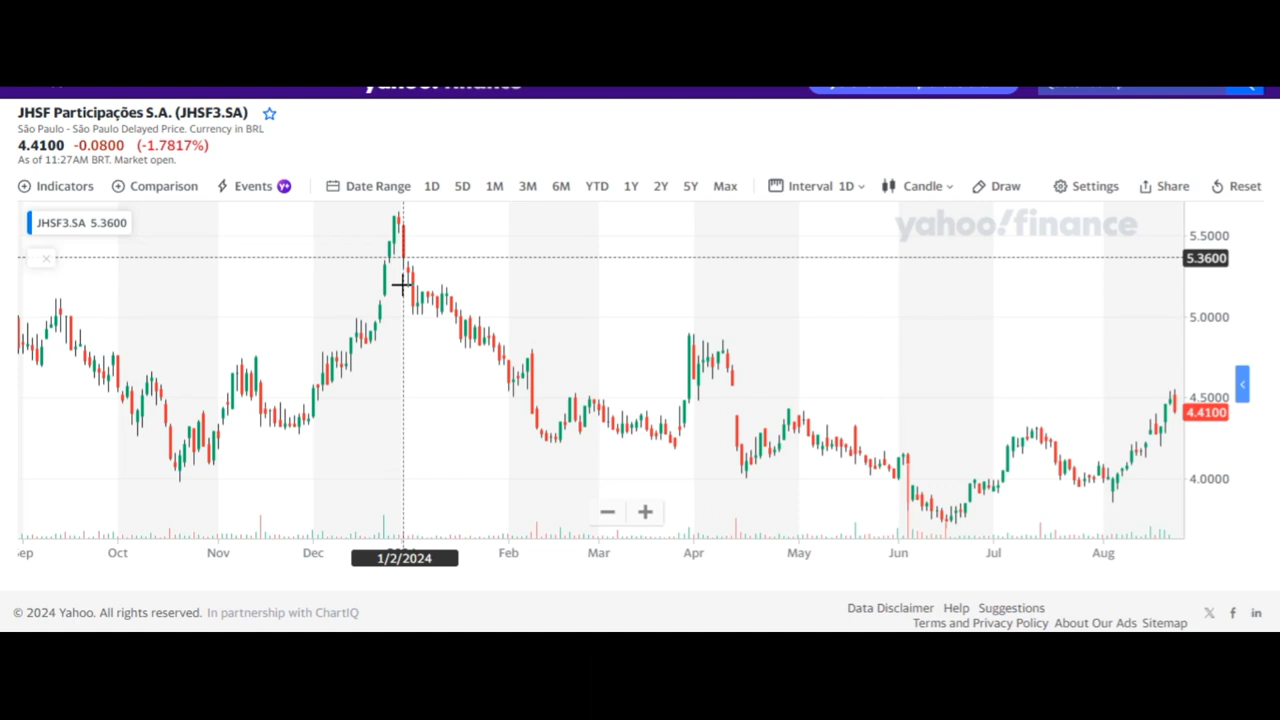 JHSF Participações S.A. (JHSF3.SA)
São Paulo - São Paulo Delayed Price. Currency in BRL
4.4100 -0.0800 (-1.7817%)
As of 11:27AM BRT. Market open.
Indicators Comparison Events Y+ Date Range 1D 5D 1M 3M 6M YTD 1Y 2Y 5Y Max Interval 1D Candle Draw Settings Share Reset
JHSF3.SA 5.3600
yahoo!finance
5.5000
5.3600
5.0000
4.5000
4.4100
4.0000
Oct Nov Dec Feb Mar Apr May Jun Jul Aug
1/2/2024
© 2024 Yahoo. All rights reserved. In partnership with ChartIQ
Data Disclaimer Help Suggestions
Terms and Privacy Policy About Our Ads Sitemap